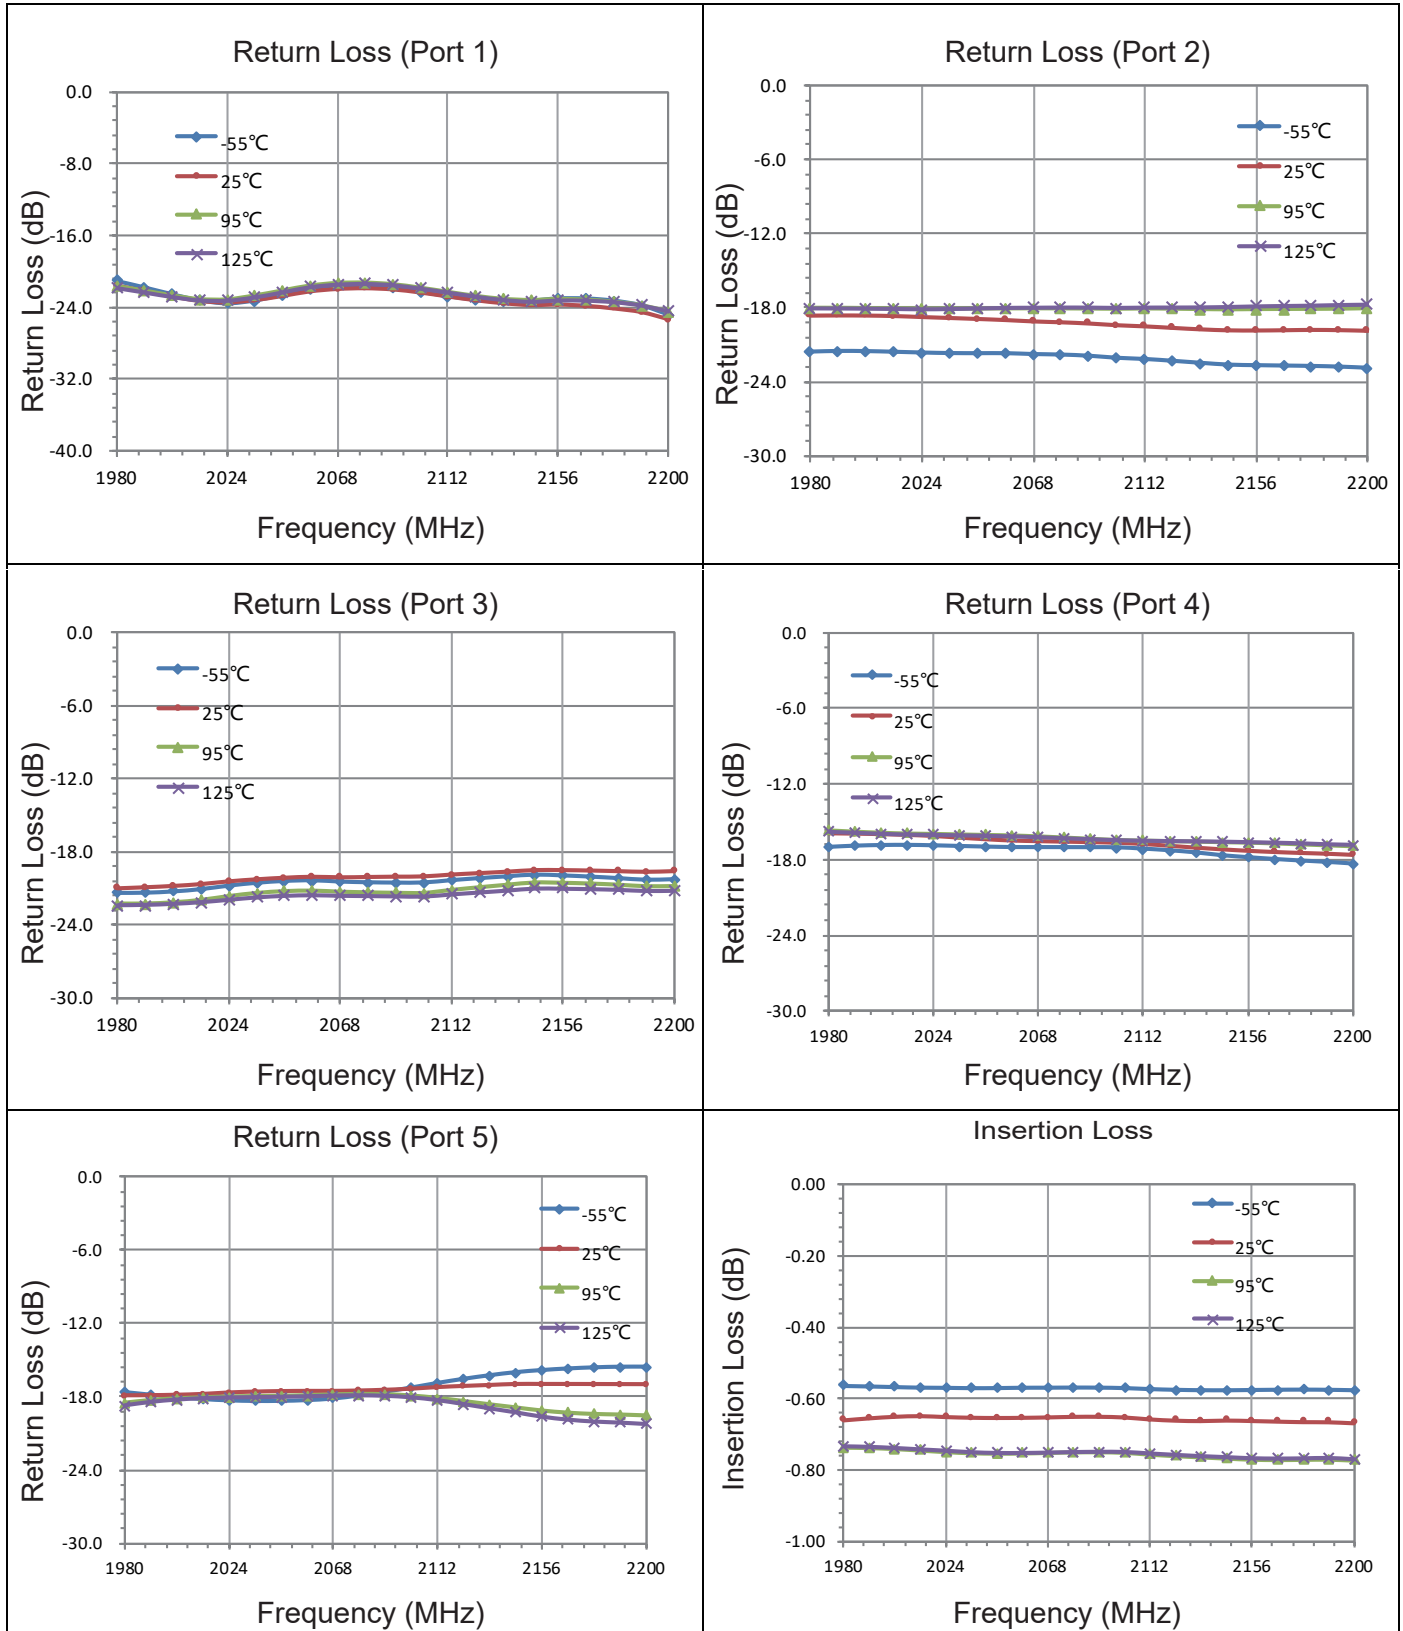 Return Loss (Port 1)
Return Loss (dB)
0.0
-8.0
-16.0
-24.0
-32.0
-40.0
-55℃
25℃
95℃
125℃
1980 2024 2068 2112 2156 2200
Frequency (MHz)
Return Loss (Port 2)
Return Loss (dB)
0.0
-6.0
-12.0
-18.0
-24.0
-30.0
-55℃
25℃
95℃
125℃
1980 2024 2068 2112 2156 2200
Frequency (MHz)
Return Loss (Port 3)
Return Loss (dB)
0.0
-6.0
-12.0
-18.0
-24.0
-30.0
-55℃
25℃
95℃
125℃
1980 2024 2068 2112 2156 2200
Frequency (MHz)
Return Loss (Port 4)
Return Loss (dB)
0.0
-6.0
-12.0
-18.0
-24.0
-30.0
-55℃
25℃
95℃
125℃
1980 2024 2068 2112 2156 2200
Frequency (MHz)
Return Loss (Port 5)
Return Loss (dB)
0.0
-6.0
-12.0
-18.0
-24.0
-30.0
-55℃
25℃
95℃
125℃
1980 2024 2068 2112 2156 2200
Frequency (MHz)
Insertion Loss
Insertion Loss (dB)
0.00
-0.20
-0.40
-0.60
-0.80
-1.00
-55℃
25℃
95℃
125℃
1980 2024 2068 2112 2156 2200
Frequency (MHz)